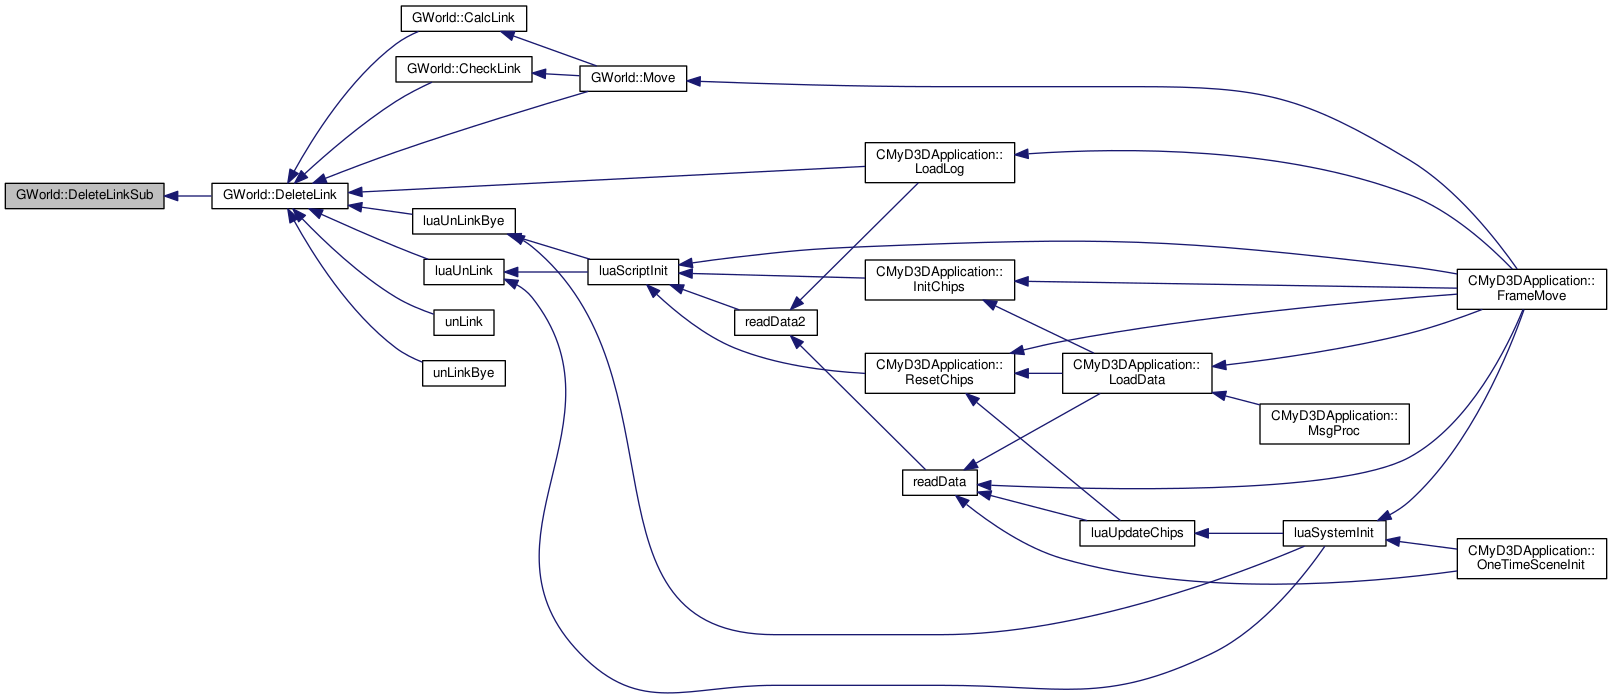 GWorld::CalcLink
GWorld::CheckLink
GWorld::Move
CMyD3DApplication::
LoadLog
GWorld::DeleteLinkSub
GWorld::DeleteLink
luaUnLinkBye
luaUnLink
luaScriptInit
CMyD3DApplication::
InitChips
CMyD3DApplication::
FrameMove
unLink
readData2
unLinkBye
CMyD3DApplication::
ResetChips
CMyD3DApplication::
LoadData
CMyD3DApplication::
MsgProc
readData
luaUpdateChips
luaSystemInit
CMyD3DApplication::
OneTimeSceneInit